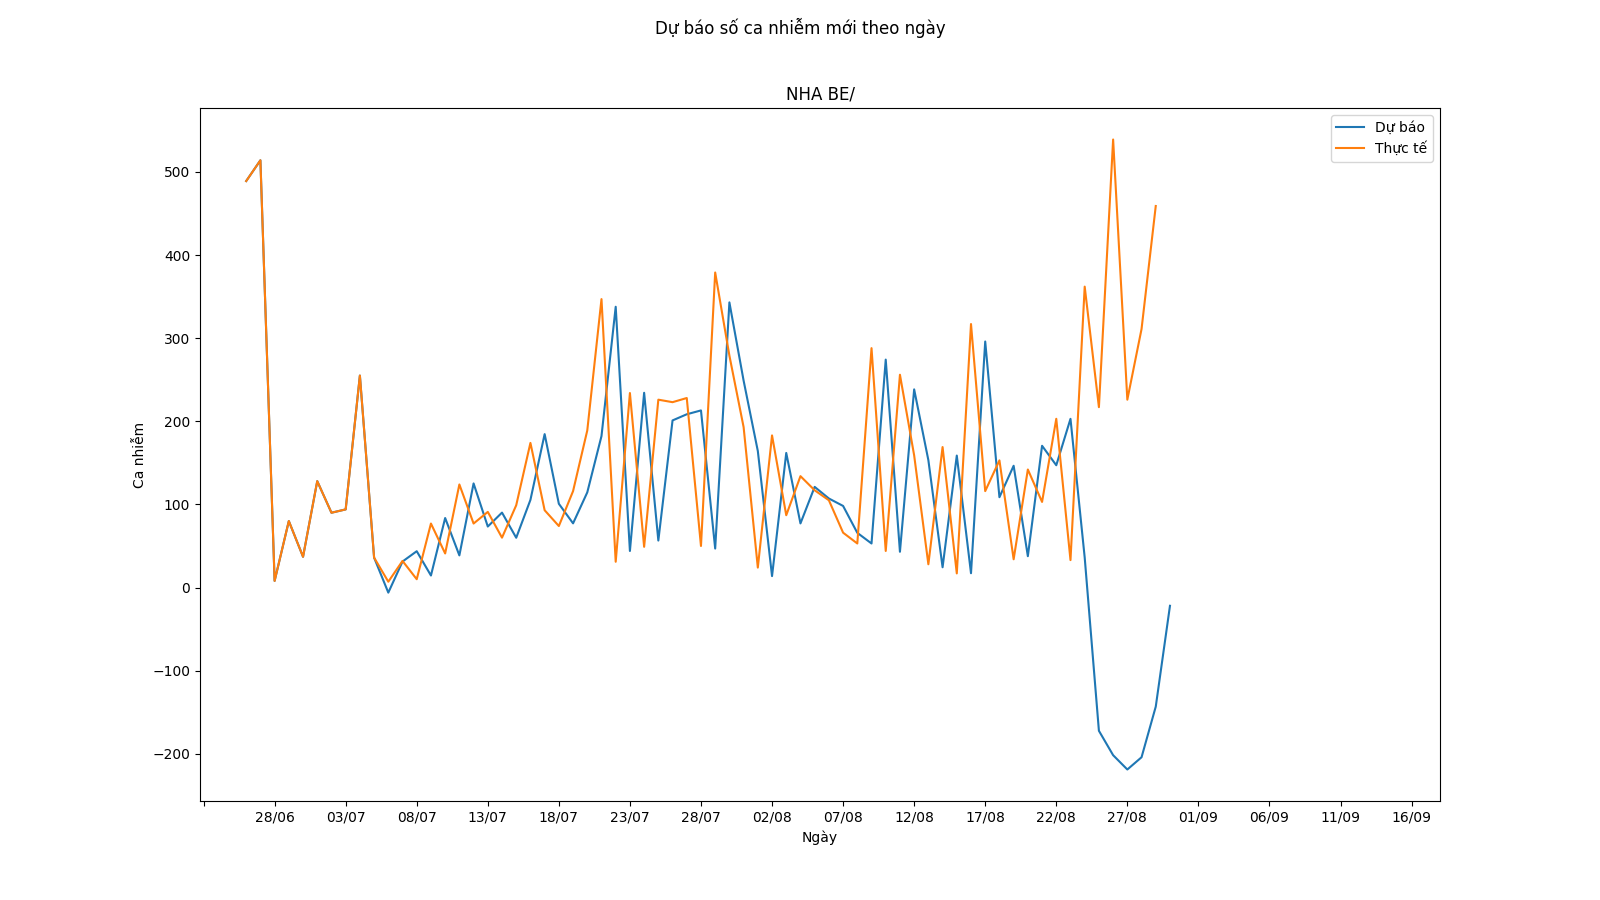 Dự báo số ca nhiễm mới theo ngày
NHA BE/
Dự báo
Thực tế
500
400
300
200
100
0
−100
−200
Ca nhiễm
28/06 03/07 08/07 13/07 18/07 23/07 28/07 02/08 07/08 12/08 17/08 22/08 27/08 01/09 06/09 11/09 16/09
Ngày